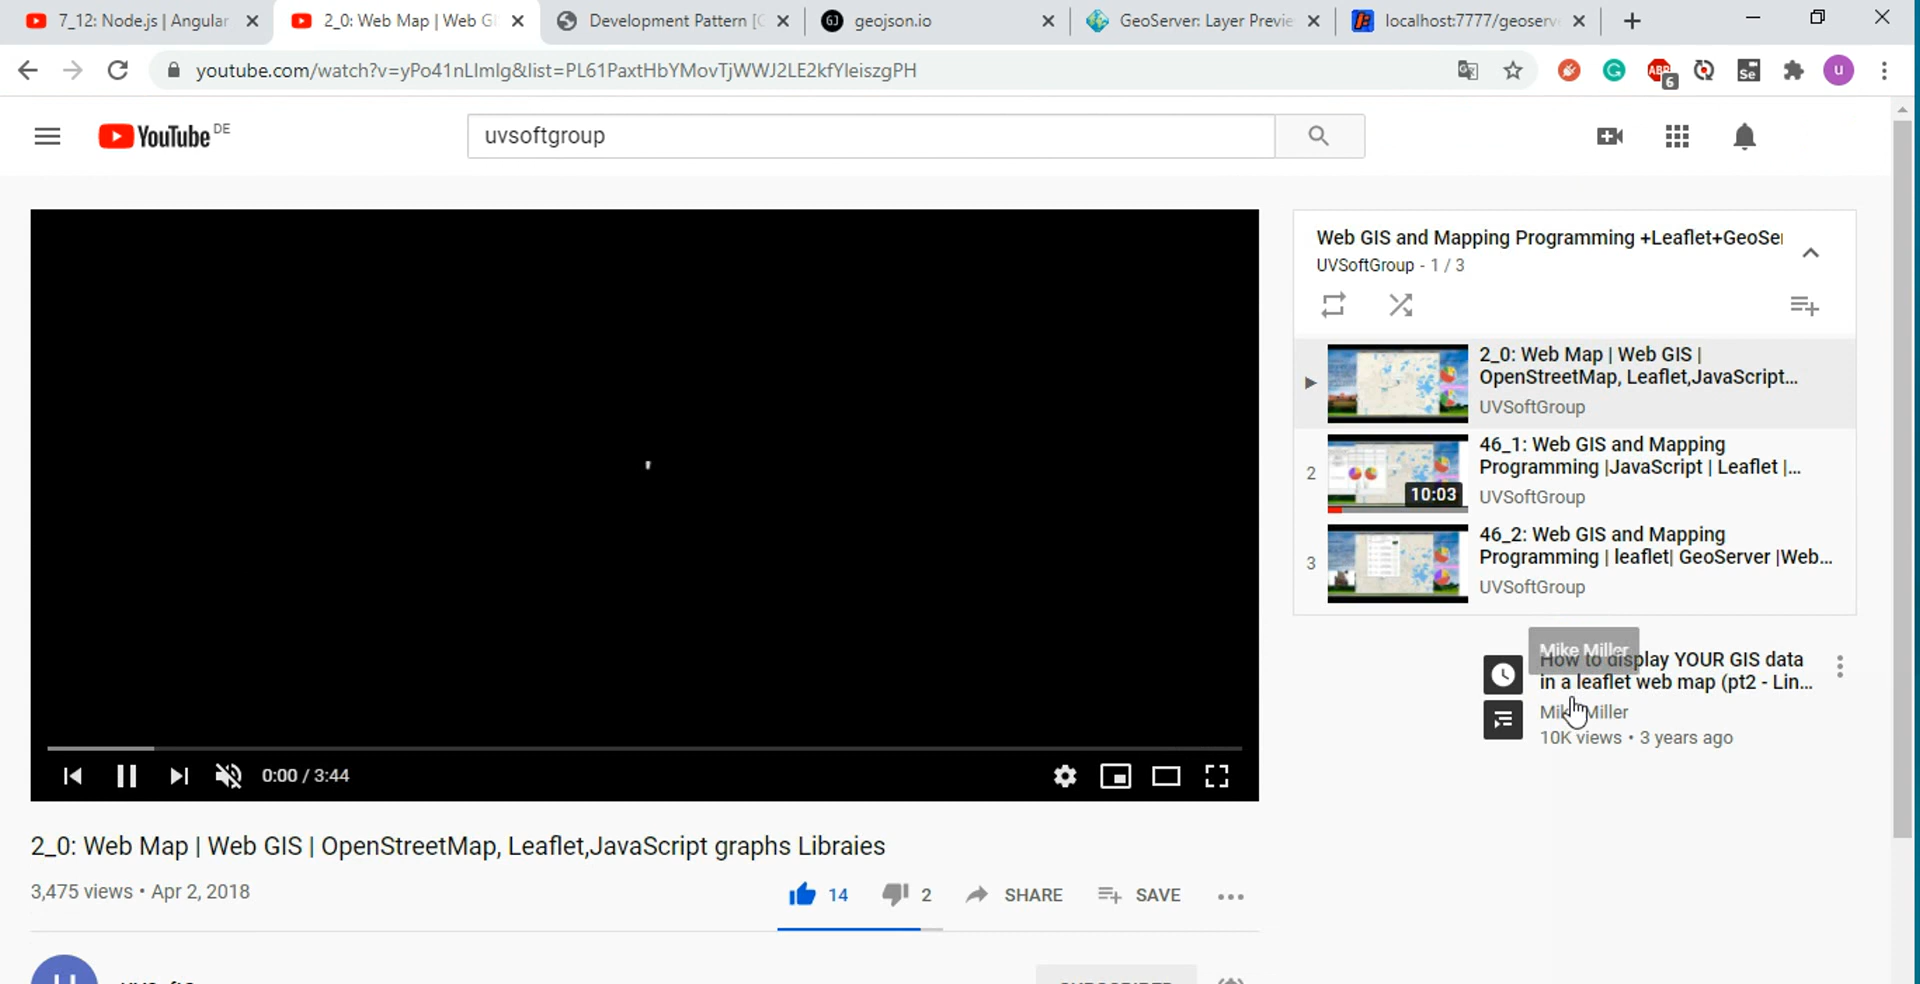 7_12: Node.js | Angular
2_0: Web Map | Web G
Development Pattern [
geojson.io
GeoServer: Layer Previe
localhost:7777/geoserv
youtube.com/watch?v=yPo41nLImlg&list=PL61PaxtHbYMovTjWWJ2LE2kfYleiszgPH
ABP
6
Se
U
YouTube DE
uvsoftgroup
Web GIS and Mapping Programming +Leaflet+GeoSe
UVSoftGroup - 1 / 3
2_0: Web Map | Web GIS |
OpenStreetMap, Leaflet,JavaScript...
UVSoftGroup
2
10:03
46_1: Web GIS and Mapping
Programming |JavaScript | Leaflet |...
UVSoftGroup
3
46_2: Web GIS and Mapping
Programming | leaflet| GeoServer |Web...
UVSoftGroup
Mike Miller
How to display YOUR GIS data
in a leaflet web map (pt2 - Lin...
Mike Miller
10K views • 3 years ago
0:00 / 3:44
2_0: Web Map | Web GIS | OpenStreetMap, Leaflet,JavaScript graphs Libraies
3,475 views • Apr 2, 2018
14
2
SHARE
SAVE